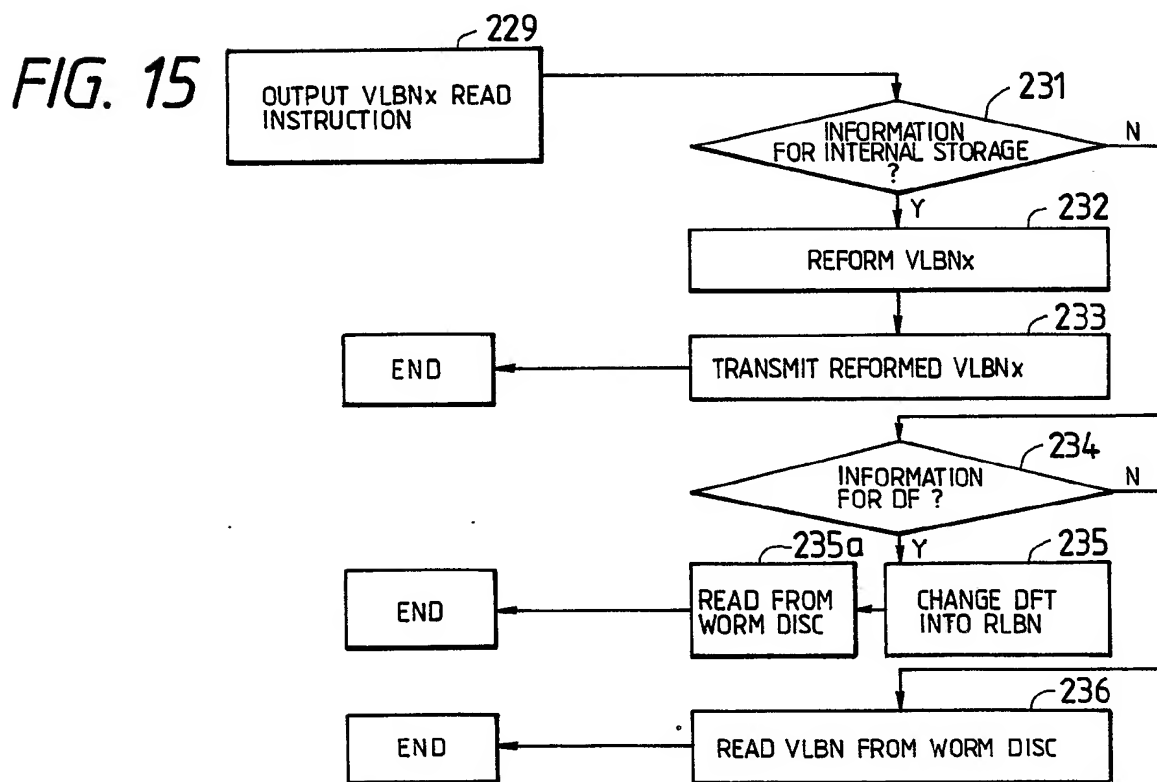 FIG. 15
229
OUTPUT VLBNx READ
INSTRUCTION
231
INFORMATION
FOR INTERNAL STORAGE
?
N
Y
232
REFORM VLBNx
233
TRANSMIT REFORMED VLBNx
END
234
INFORMATION
FOR DF ?
N
Y
235a
235
READ FROM
WORM DISC
CHANGE DFT
INTO RLBN
END
236
READ VLBN FROM WORM DISC
END